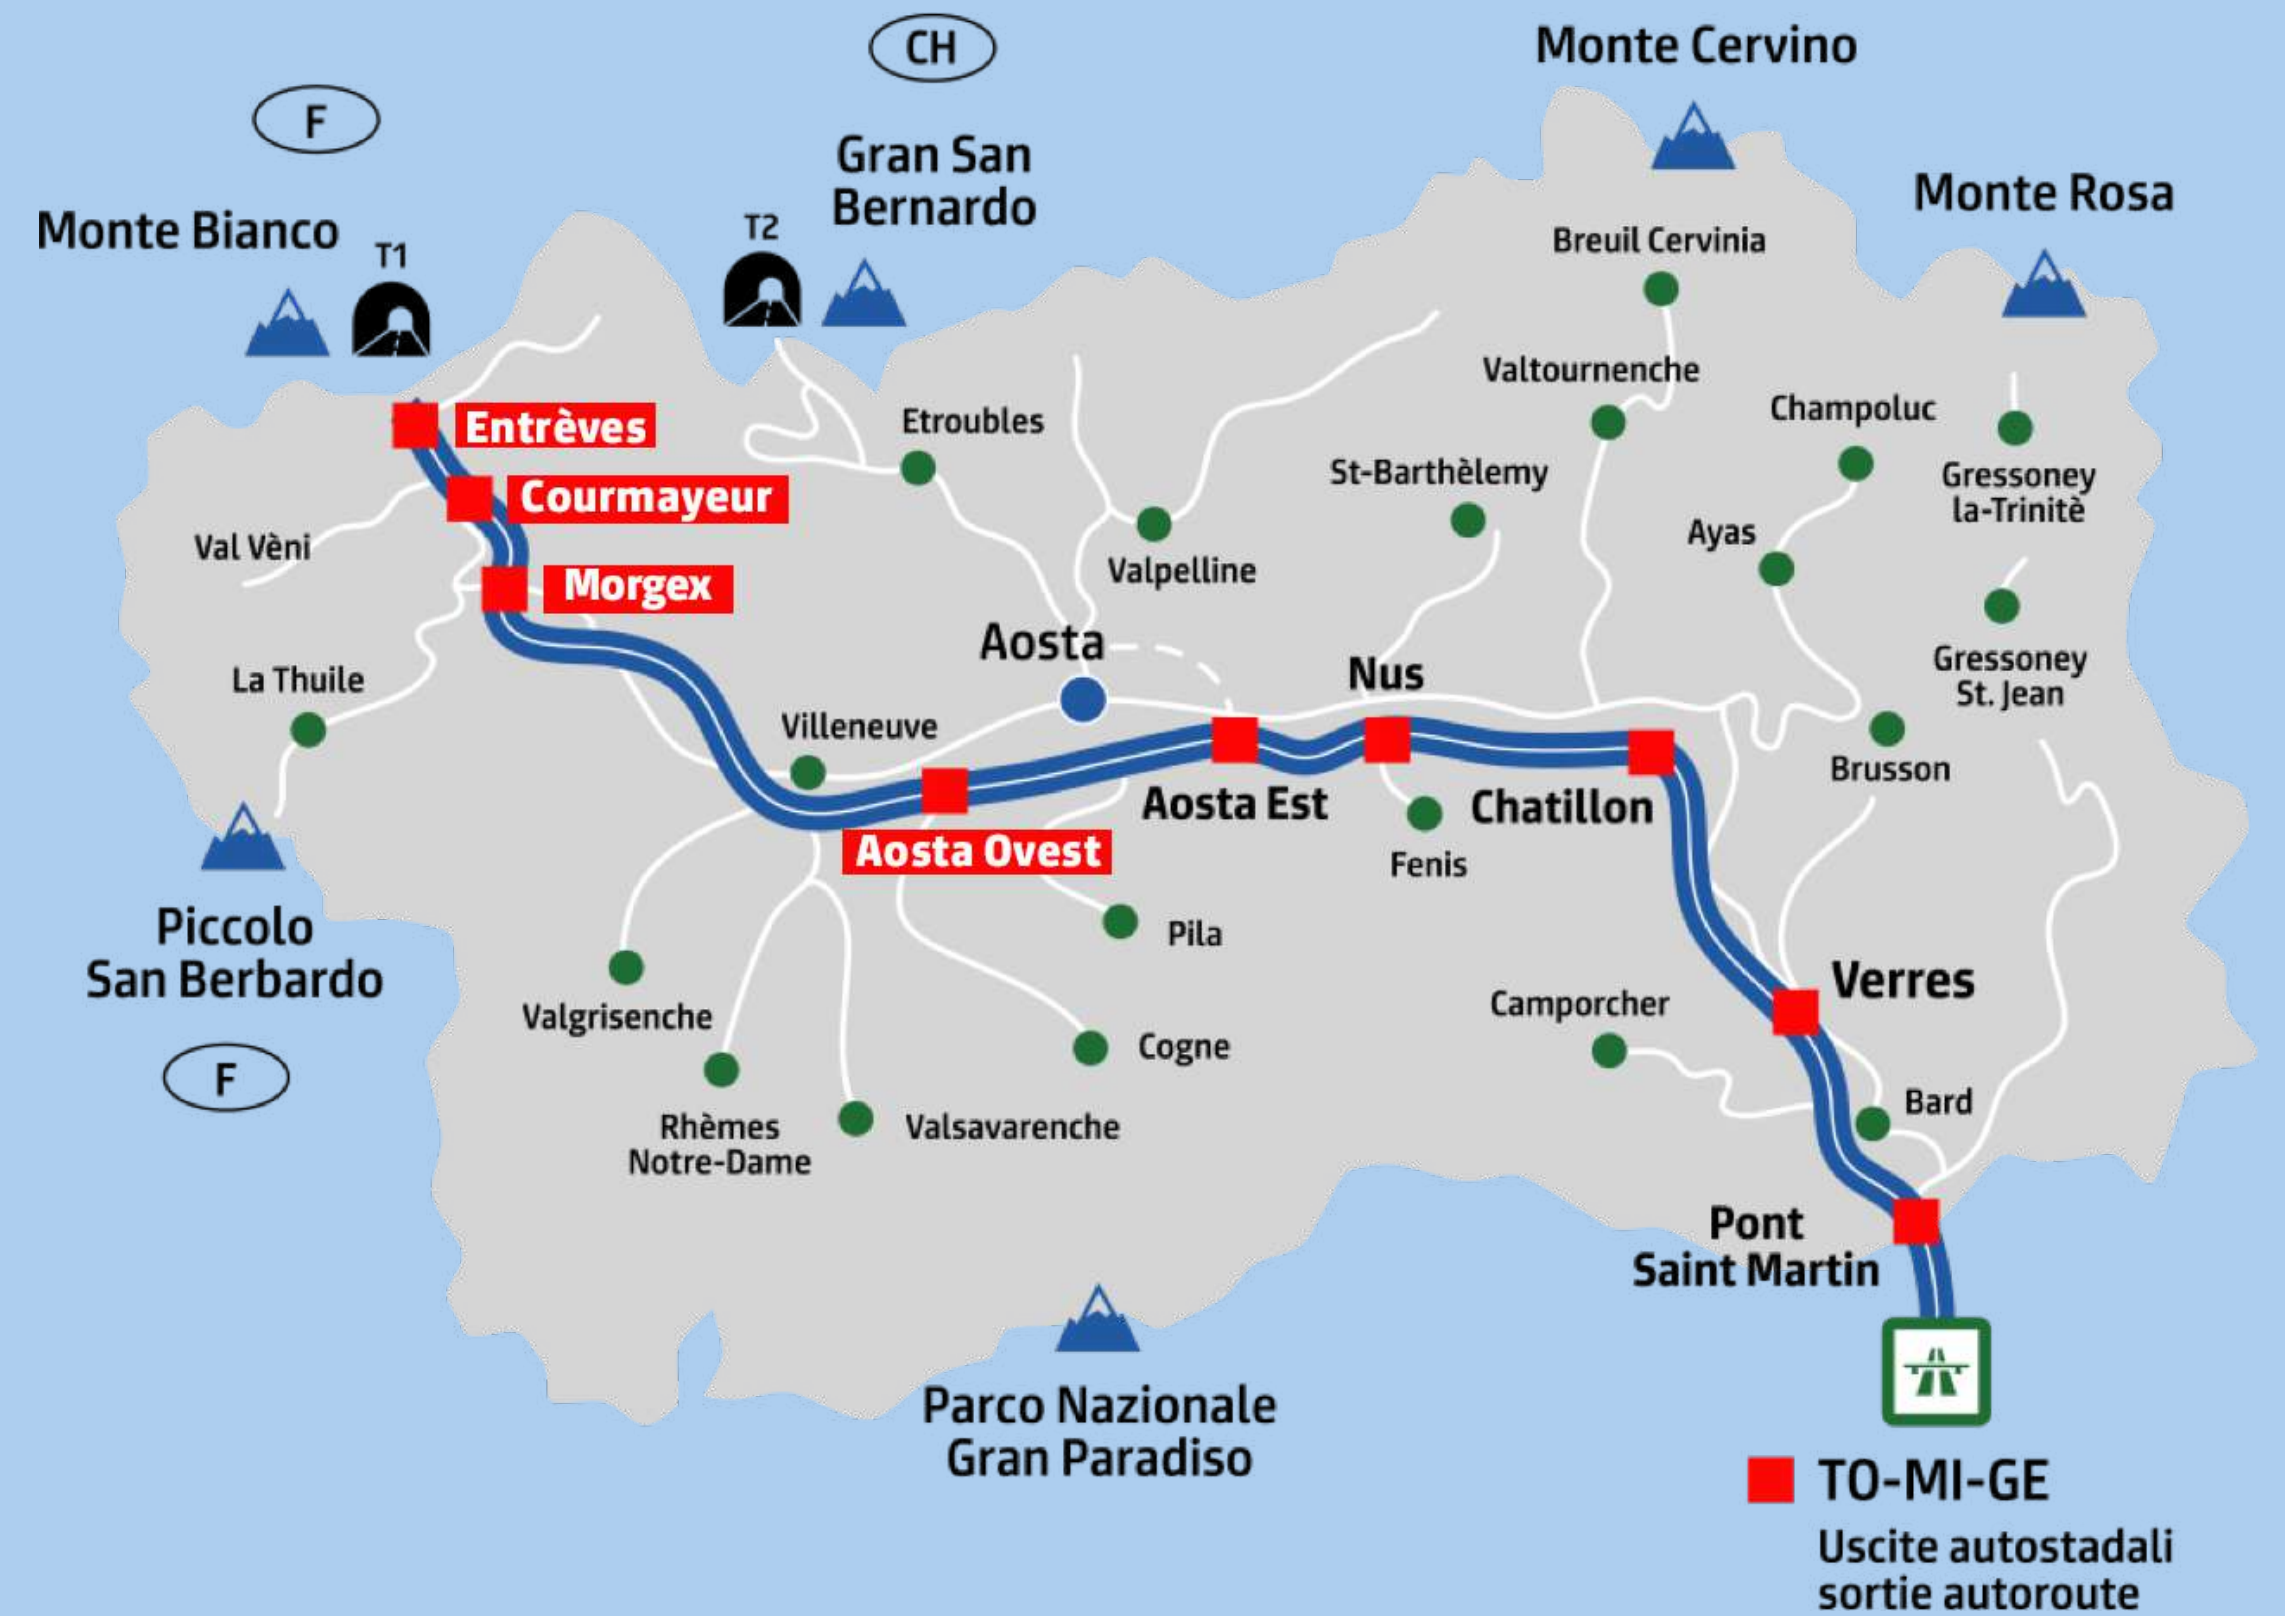 CH
Monte Cervino
F
Gran San
Bernardo
Monte Rosa
Monte Bianco
T1
T2
Breuil Cervinia
Valtournenche
Champoluc
Entrèves
Etroubles
St-Barthèlemy
Gressoney
la-Trinitè
Courmayeur
Val Vèni
Valpelline
Ayas
Morgex
Aosta
Nus
Gressoney
St. Jean
La Thuile
Villeneuve
Brusson
Aosta Est
Chatillon
Aosta Ovest
Fenis
Piccolo
San Berbardo
Pila
Verres
Valgrisenche
Camporcher
Cogne
F
Bard
Rhèmes
Notre-Dame
Valsavarenche
Pont
Saint Martin
Parco Nazionale
Gran Paradiso
TO-MI-GE
Uscite autostadali
sortie autoroute